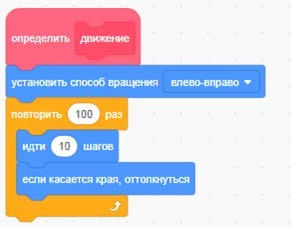 определить движение
установить способ вращения влево-вправо
повторить 100 раз
идти 10 шагов
если касается края, оттолкнуться